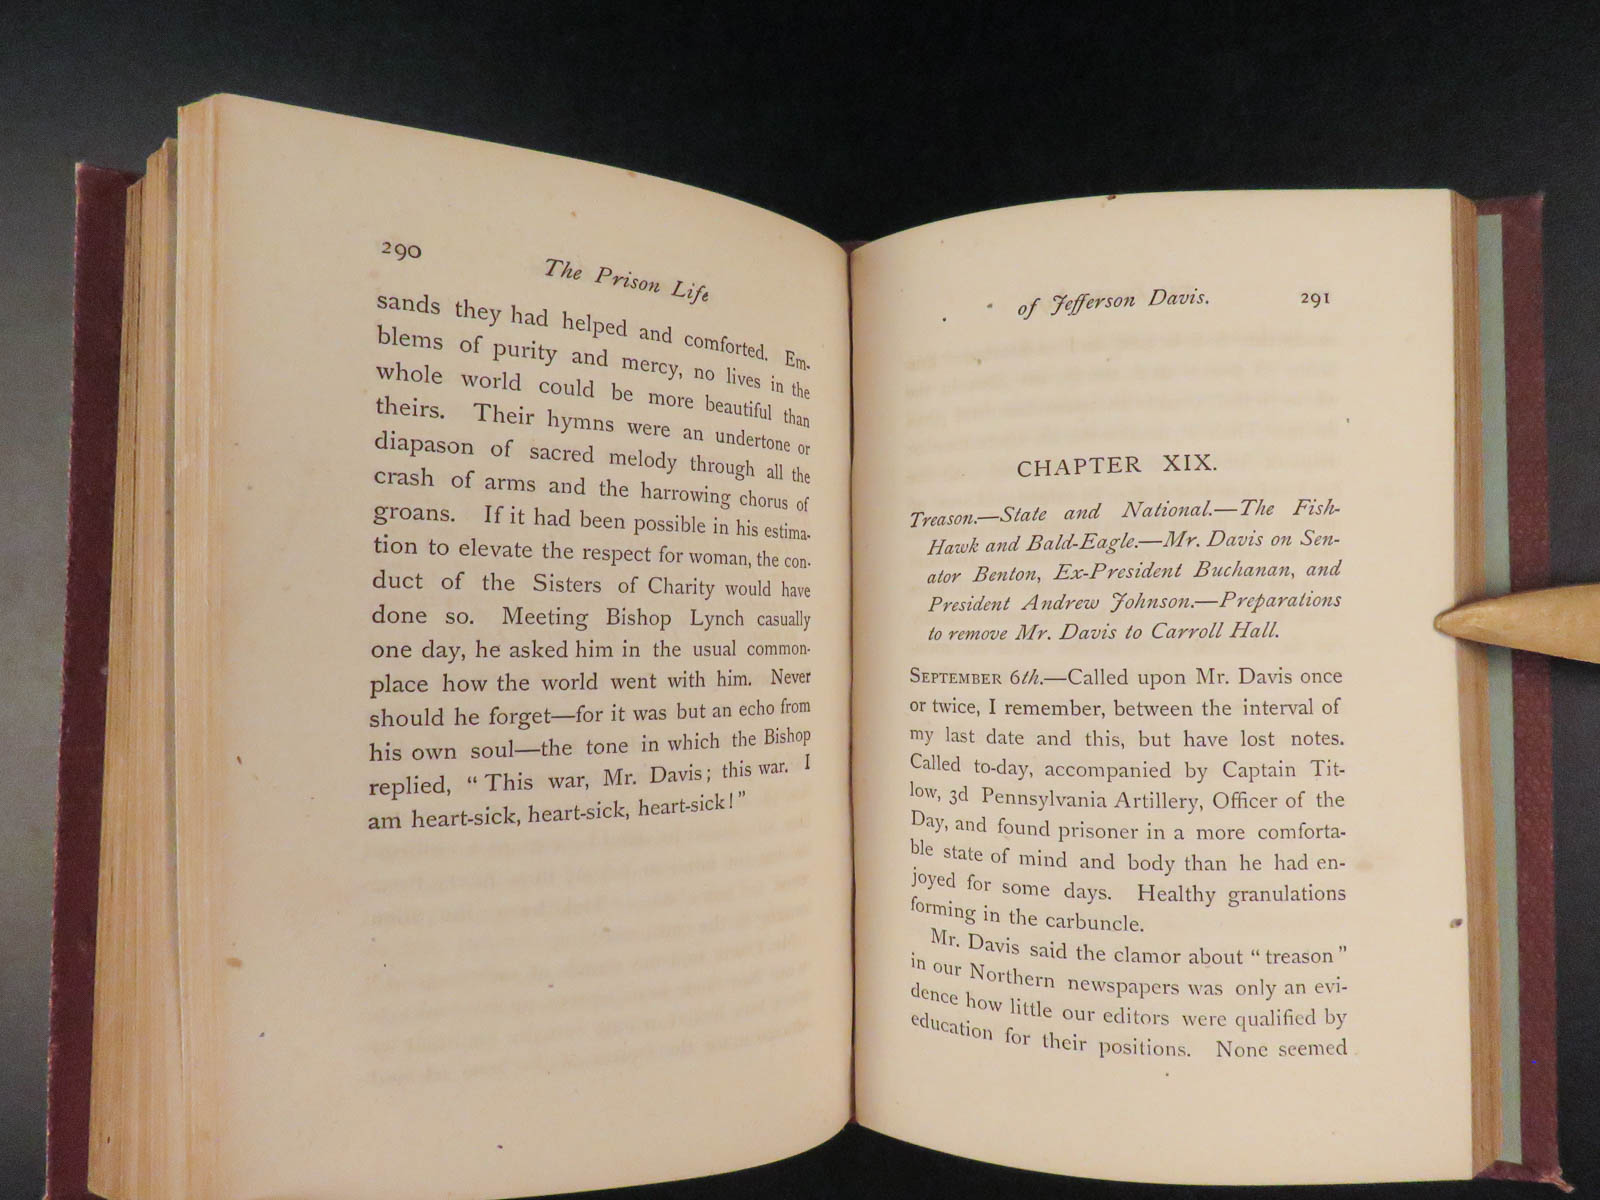 290
The Prison Life
sands they had helped and comforted. Em-
blems of purity and mercy, no lives in the
whole world could be more beautiful than
theirs. Their hymns were an undertone or
diapason of sacred melody through all the
crash of arms and the harrowing chorus of
groans. If it had been possible in his estima-
tion to elevate the respect for woman, the con-
duct of the Sisters of Charity would have
done so. Meeting Bishop Lynch casually
one day, he asked him in the usual common-
place how the world went with him. Never
should he forget—for it was but an echo from
his own soul—the tone in which the Bishop
replied, “This war, Mr. Davis; this war. I
am heart-sick, heart-sick, heart-sick!”
of Jefferson Davis.
291
CHAPTER XIX.
Treason.—State and National.—The Fish-
Hawk and Bald-Eagle.—Mr. Davis on Sen-
ator Benton, Ex-President Buchanan, and
President Andrew Johnson.—Preparations
to remove Mr. Davis to Carroll Hall.
SEPTEMBER 6th.—Called upon Mr. Davis once
or twice, I remember, between the interval of
my last date and this, but have lost notes.
Called to-day, accompanied by Captain Tit-
low, 3d Pennsylvania Artillery, Officer of the
Day, and found prisoner in a more comforta-
ble state of mind and body than he had en-
joyed for some days. Healthy granulations
forming in the carbuncle.
Mr. Davis said the clamor about “treason”
in our Northern newspapers was only an evi-
dence how little our editors were qualified by
education for their positions. None seemed